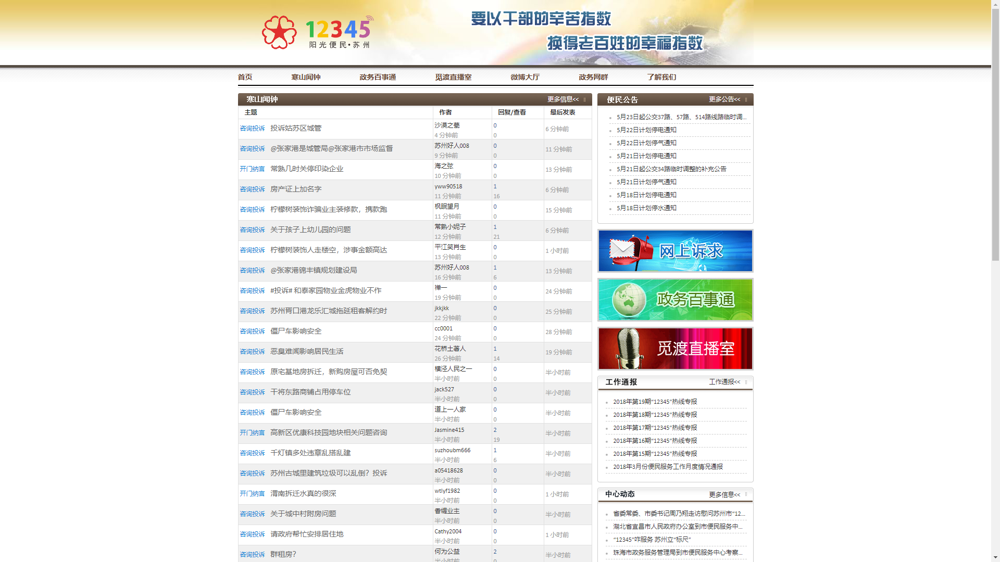 12345
阳光便民•苏州
要以干部的辛苦指数
换得老百姓的幸福指数
首页 寒山闻钟 政务百事通 觅渡直播室 微博大厅 政务网群 了解我们
寒山闻钟 更多信息<<
主题 作者 回复/查看 最后发表
咨询投诉 投诉姑苏区城管 沙漠之薏 0 6 分钟前
4 分钟前 0
咨询投诉 @张家港是城管局@张家港市市场监督 苏州好人008 0 11 分钟前
9 分钟前 0
开门纳言 常熟几时关停印染企业 海之弦 0 13 分钟前
10 分钟前 0
咨询投诉 房产证上加名字 yww90518 1 6 分钟前
11 分钟前 16
咨询投诉 柠檬树装饰诈骗业主装修款，携款跑 枫眠望月 0 15 分钟前
11 分钟前 0
咨询投诉 关于孩子上幼儿园的问题 常熟小妮子 1 6 分钟前
12 分钟前 21
咨询投诉 柠檬树装饰人走楼空，涉事金额高达 平江笑肖生 0 1 小时前
13 分钟前 0
咨询投诉 @张家港锦丰镇规划建设局 苏州好人008 1 13 分钟前
16 分钟前 6
咨询投诉 #投诉# 和泰家园物业金虎物业不作 禅一 0 24 分钟前
19 分钟前 0
咨询投诉 苏州胥口港龙乐汇城拖延租客解约时 jkkjkk 0 25 分钟前
22 分钟前 0
咨询投诉 僵尸车影响安全 cc0001 0 28 分钟前
24 分钟前 0
咨询投诉 恶臭难闻影响居民生活 花桥土著人 1 19 分钟前
26 分钟前 14
咨询投诉 原宅基地房拆迁，新购房屋可否免契 横泾人民之一 0 半小时前
半小时前 0
咨询投诉 干将东路商铺占用停车位 jack527 0 半小时前
半小时前 0
咨询投诉 僵尸车影响安全 道上一人家 0 半小时前
半小时前 0
开门纳言 高新区优康科技园地块相关问题咨询 Jasmine415 2 半小时前
半小时前 19
咨询投诉 千灯镇多处违章乱搭乱建 suzhoubm666 1 半小时前
半小时前 6
咨询投诉 苏州古城里建筑垃圾可以乱倒？投诉 a05418628 0 半小时前
半小时前 0
开门纳言 渭南拆迁水真的很深 wtlyf1982 0 1 小时前
半小时前 0
咨询投诉 关于城中村附房问题 香缇业主 0 半小时前
半小时前 0
咨询投诉 请政府帮忙安排居住地 Cathy2004 0 1 小时前
半小时前 0
咨询投诉 群租房？ 何为公益 2 半小时前
半小时前 0
便民公告 更多公告<<
5月23日起公交37路、57路、514路线路临时调...
5月22日计划停电通知
5月22日计划停气通知
5月21日计划停电通知
5月21日起公交34路临时调整的补充公告
5月21日计划停气通知
5月18日计划停电通知
5月18日计划停水通知
网上诉求
政务百事通
觅渡直播室
工作通报 工作通报<<
2018年第19期“12345”热线专报
2018年第18期“12345”热线专报
2018年第17期“12345”热线专报
2018年第16期“12345”热线专报
2018年第15期“12345”热线专报
2018年3月份便民服务工作月度情况通报
中心动态 更多信息<<
省委常委、市委书记周乃翔走访慰问苏州市“12...
湖北省宜昌市人民政府办公室到市便民服务中...
“12345”咋服务 苏州立“标尺”
珠海市政务服务管理局到市便民服务中心考察...